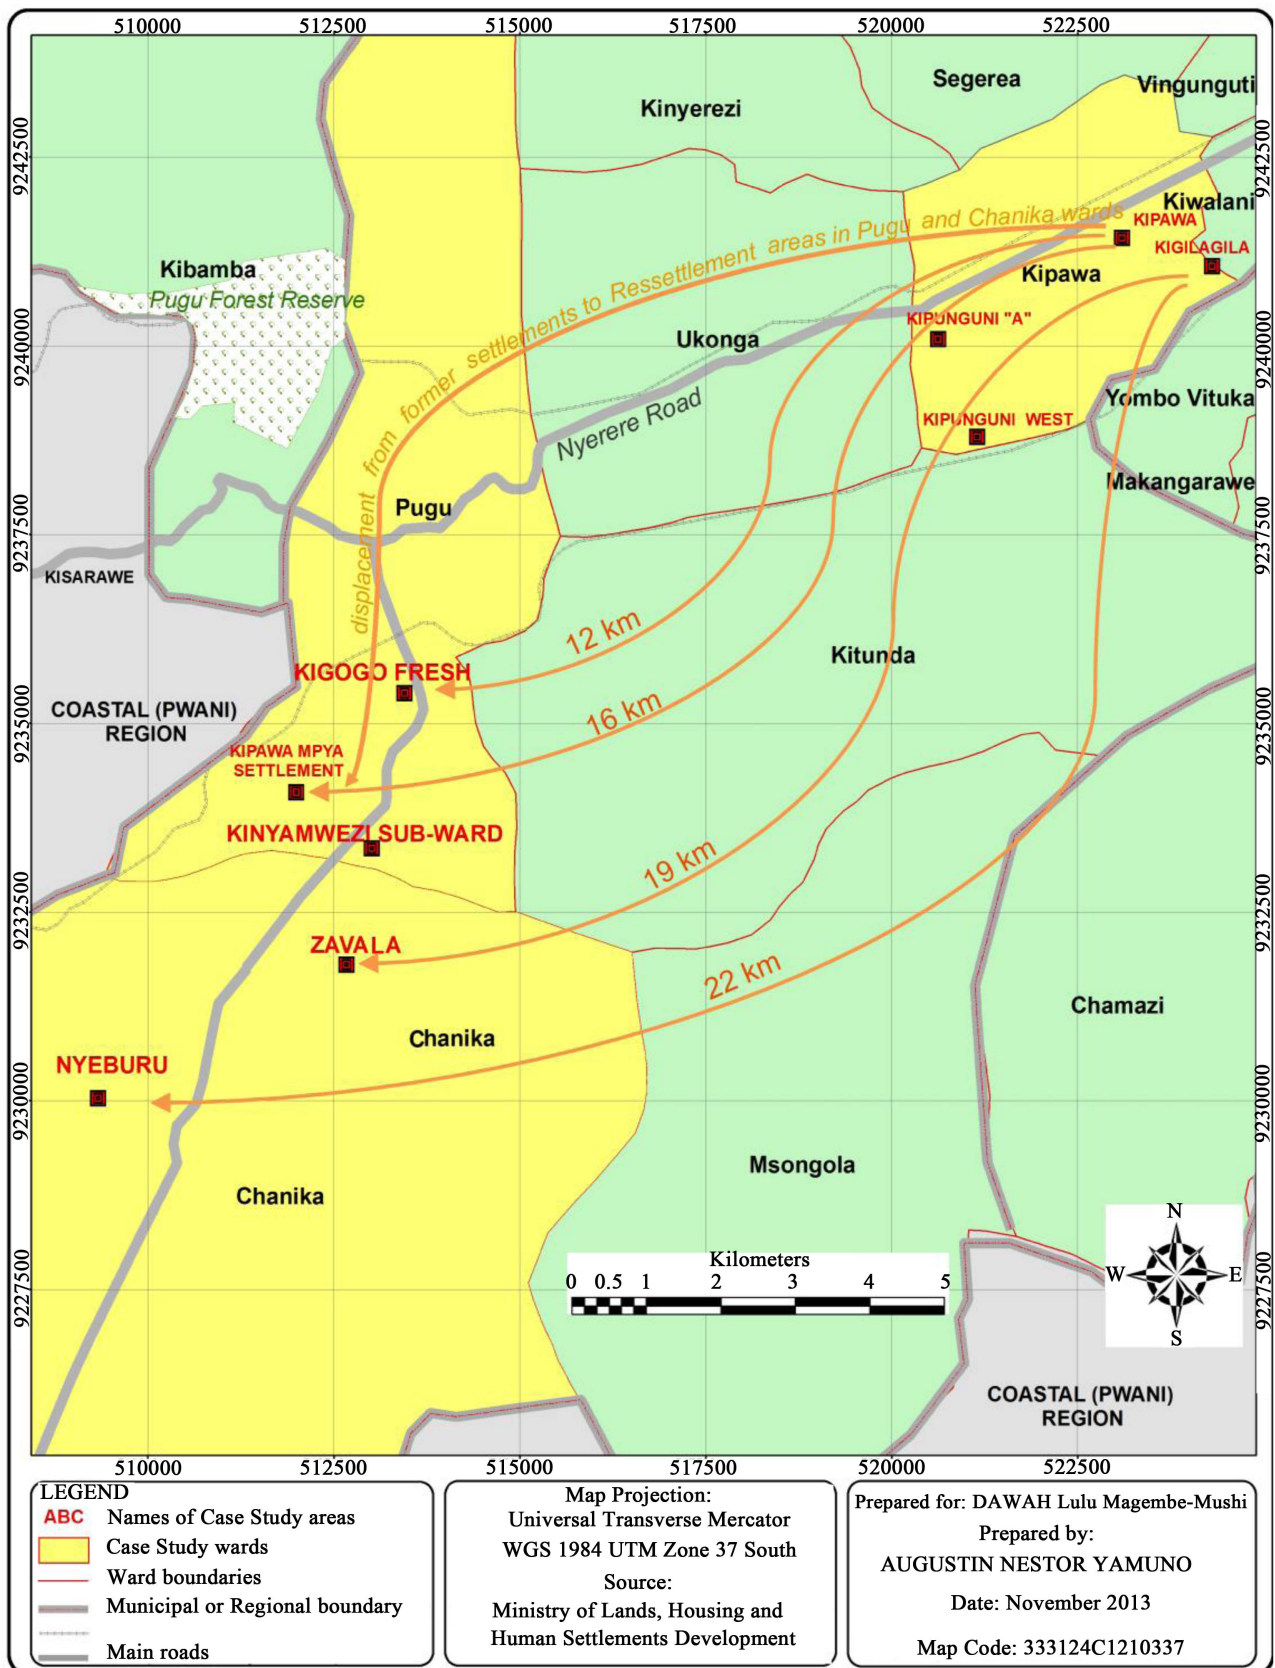 510000 512500 515000 517500 520000 522500
Segerea
Vingunguti
Kinyerezi
9242500
9242500
Kiwalani
KIPAWA
KIGILAGILA
displacement from former settlements to Ressettlement areas in Pugu and Chanika wards
Kibamba
Pugu Forest Reserve
Kipawa
KIPUNGUNI "A"
Ukonga
9240000
9240000
Yombo Vituka
KIPUNGUNI WEST
Nyerere Road
Makangarawe
Pugu
9237500
9237500
KISARAWE
12 km
Kitunda
KIGOGO FRESH
16 km
COASTAL (PWANI)
REGION
9235000
9235000
KIPAWA MPYA
SETTLEMENT
KINYAMWEZI SUB-WARD
19 km
9232500
9232500
ZAVALA
22 km
Chamazi
Chanika
NYEBURU
9230000
9230000
Msongola
Chanika
N
W E
S
Kilometers
0 0.5 1 2 3 4 5
9227500
9227500
COASTAL (PWANI)
REGION
510000 512500 515000 517500 520000 522500
LEGEND
ABC Names of Case Study areas
Case Study wards
Ward boundaries
Municipal or Regional boundary
Main roads
Map Projection:
Universal Transverse Mercator
WGS 1984 UTM Zone 37 South
Source:
Ministry of Lands, Housing and
Human Settlements Development
Prepared for: DAWAH Lulu Magembe-Mushi
Prepared by:
AUGUSTIN NESTOR YAMUNO
Date: November 2013
Map Code: 333124C1210337